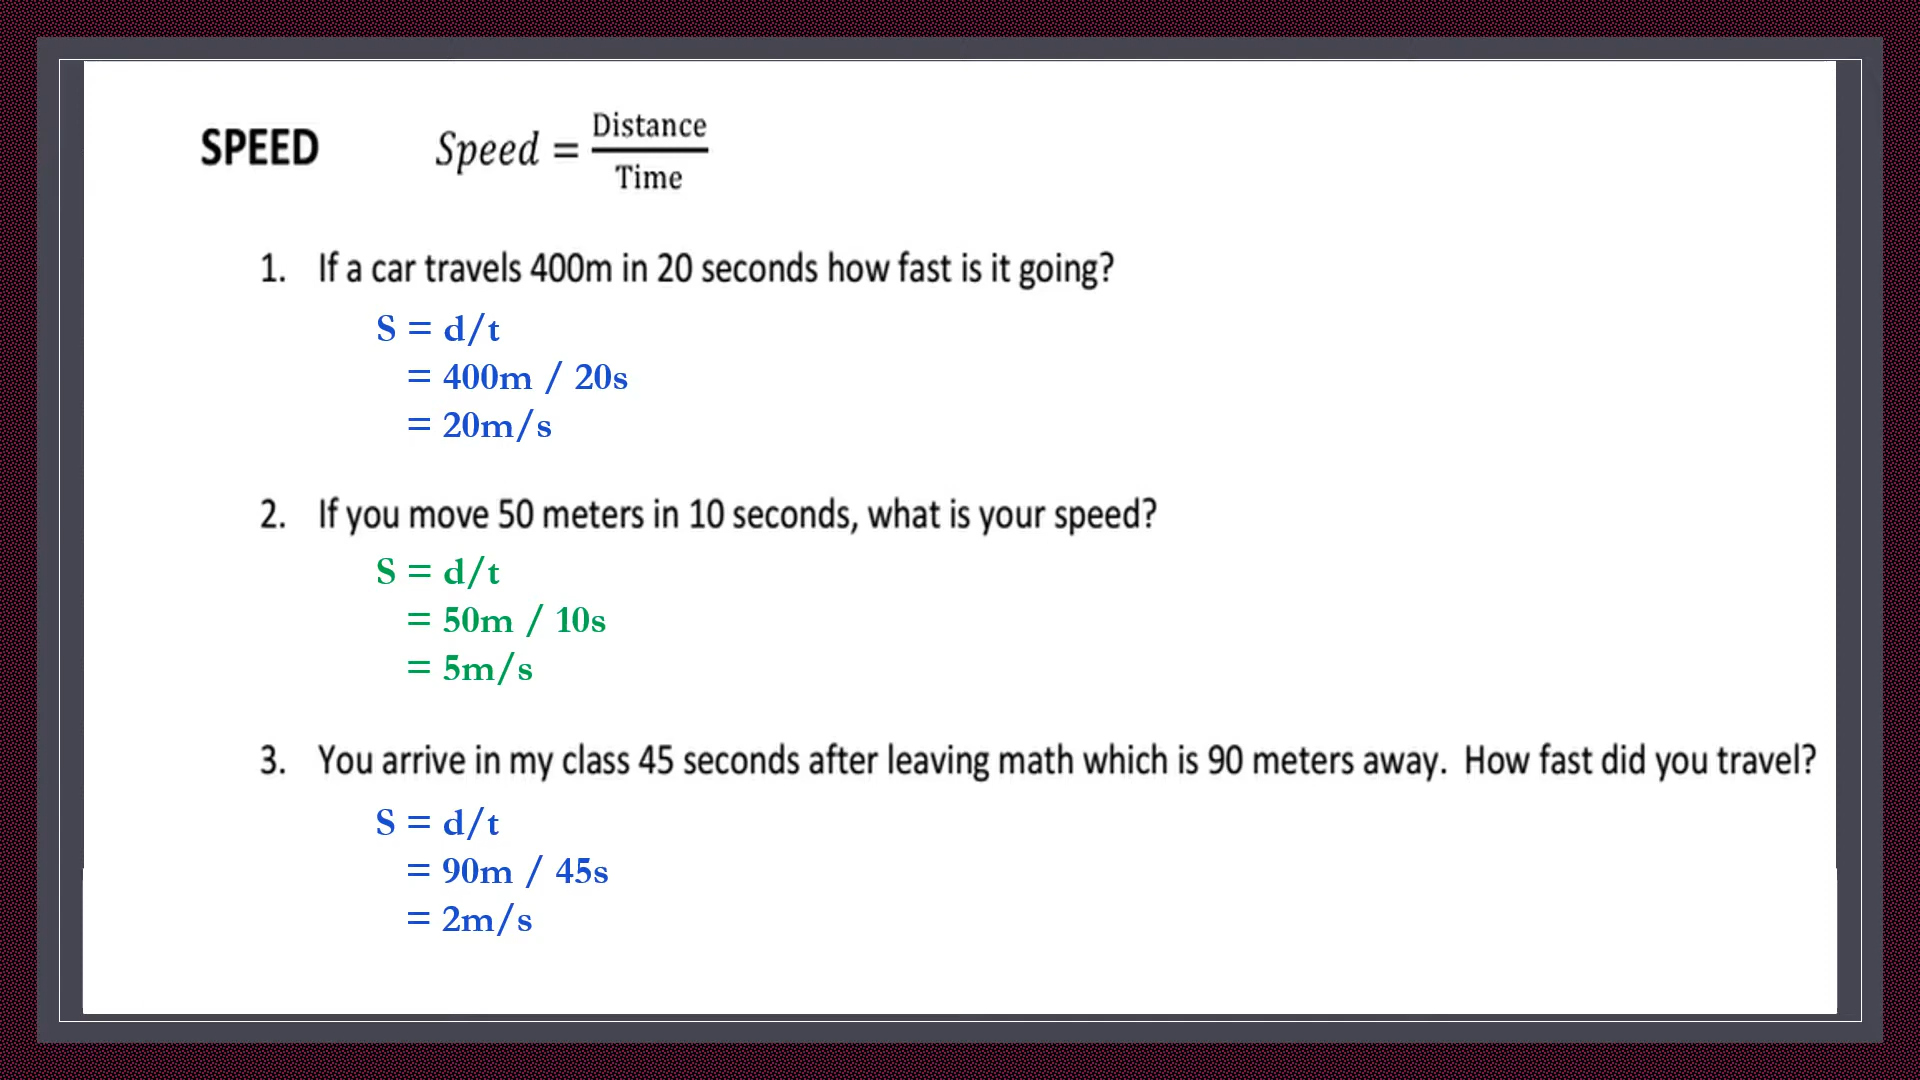 SPEED Speed = Distance / Time
1. If a car travels 400m in 20 seconds how fast is it going?
S = d/t
= 400m / 20s
= 20m/s
2. If you move 50 meters in 10 seconds, what is your speed?
S = d/t
= 50m / 10s
= 5m/s
3. You arrive in my class 45 seconds after leaving math which is 90 meters away. How fast did you travel?
S = d/t
= 90m / 45s
= 2m/s